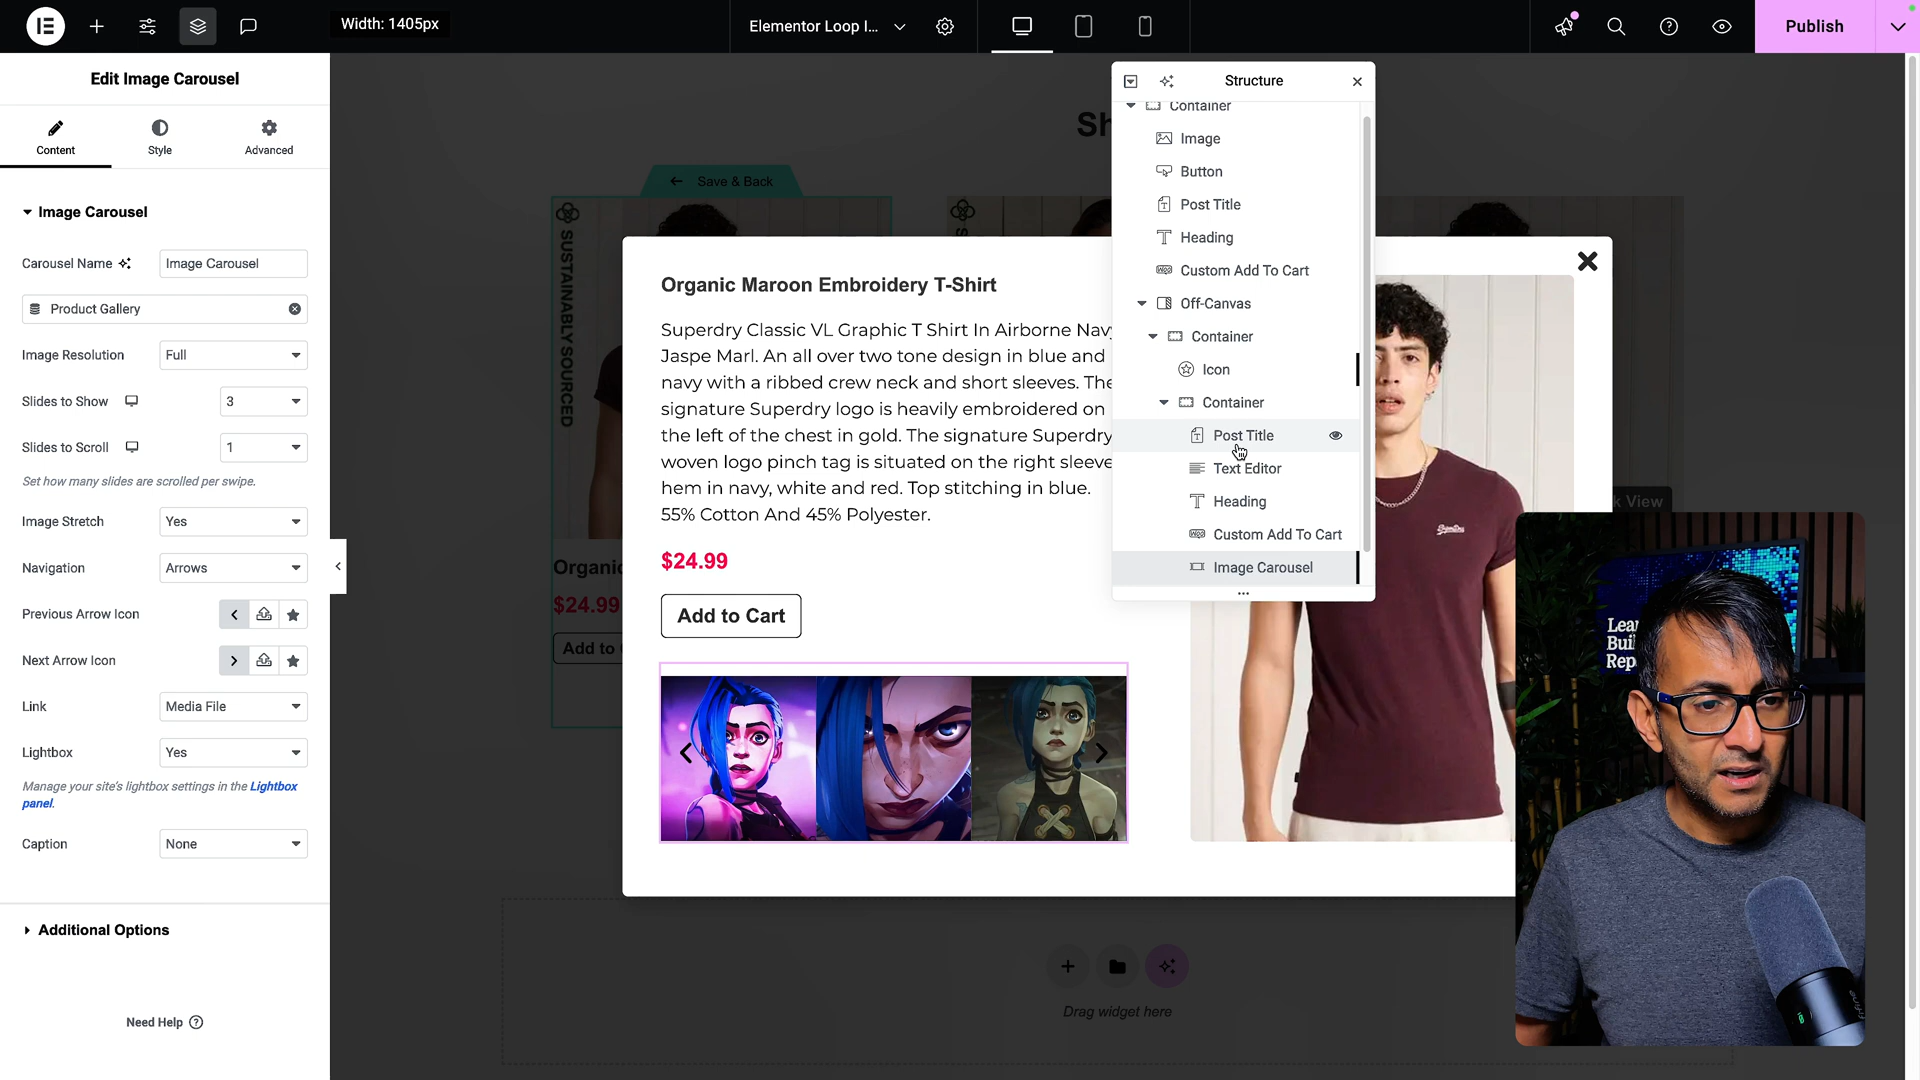 Width: 1405px
Elementor Loop I...
Publish
Edit Image Carousel
Content
Style
Advanced
Image Carousel
Carousel Name
Image Carousel
Product Gallery
Image Resolution
Full
Slides to Show
3
Slides to Scroll
1
Set how many slides are scrolled per swipe.
Image Stretch
Yes
Navigation
Arrows
Previous Arrow Icon
Next Arrow Icon
Link
Media File
Lightbox
Yes
Manage your site's lightbox settings in the Lightbox
panel.
Caption
None
Additional Options
Need Help
Sh
Save & Back
SUSTAINABLY SOURCED
S
Organi
$24.99
Add to
Organic Maroon Embroidery T-Shirt
Superdry Classic VL Graphic T Shirt In Airborne Navy
Jaspe Marl. An all over two tone design in blue and
navy with a ribbed crew neck and short sleeves. The
signature Superdry logo is heavily embroidered on
the left of the chest in gold. The signature Superdry
woven logo pinch tag is situated on the right sleeve
hem in navy, white and red. Top stitching in blue.
55% Cotton And 45% Polyester.
$24.99
Add to Cart
Structure
Container
Image
Button
Post Title
Heading
Custom Add To Cart
Off-Canvas
Container
Icon
Container
Post Title
Text Editor
Heading
Custom Add To Cart
Image Carousel
Superdry
k View
Lear
Buil
Rep
Drag widget here